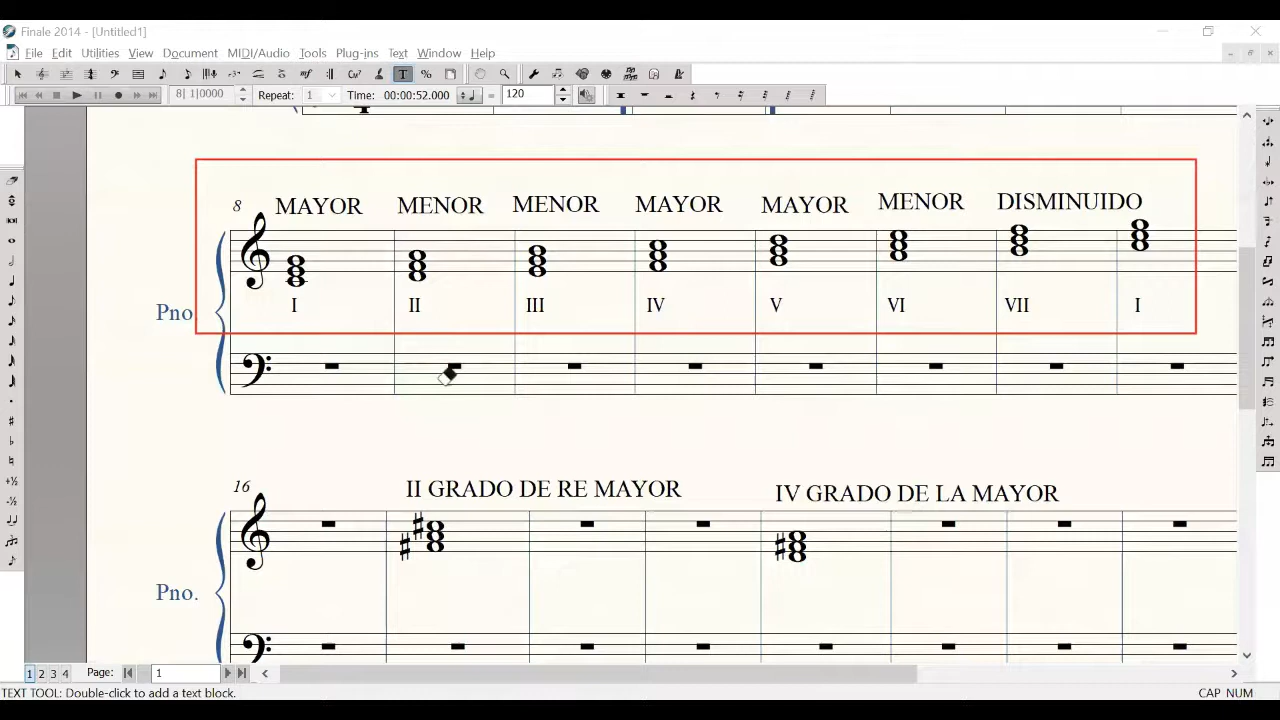 Finale 2014 - [Untitled1]
File Edit Utilities View Document MIDI/Audio Tools Plug-ins Text Window Help
8| 1|0000 Repeat: 1 Time: 00:00:52.000 = 120
8 MAYOR MENOR MENOR MAYOR MAYOR MENOR DISMINUIDO
Pno.
I II III IV V VI VII I
16 II GRADO DE RE MAYOR IV GRADO DE LA MAYOR
Pno.
1 2 3 4 Page: 1
TEXT TOOL: Double-click to add a text block. CAP NUM